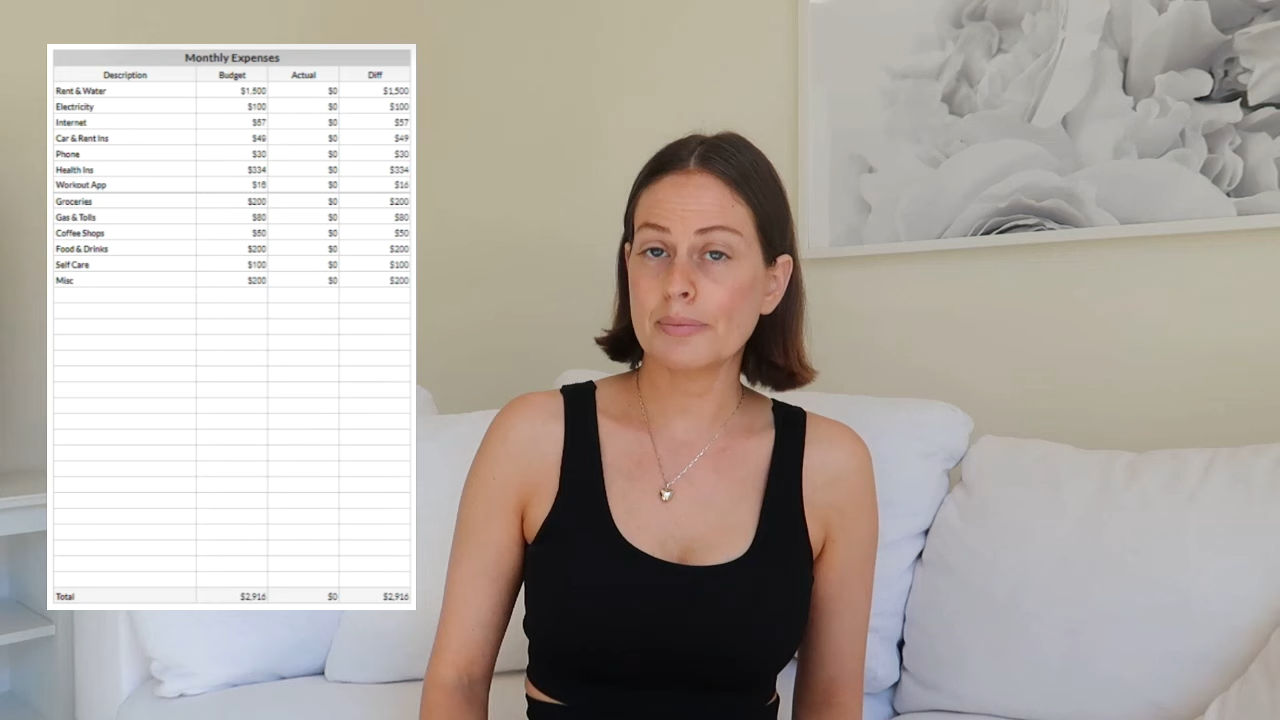 Monthly Expenses
Description Budget Actual Diff
Rent & Water $1,500 $0 $1,500
Electricity $100 $0 $100
Internet $57 $0 $57
Car & Rent Ins $49 $0 $49
Phone $30 $0 $30
Health Ins $334 $0 $334
Workout App $16 $0 $16
Groceries $200 $0 $200
Gas & Tolls $80 $0 $80
Coffee Shops $50 $0 $50
Food & Drinks $200 $0 $200
Self Care $100 $0 $100
Misc $200 $0 $200
Total $2,916 $0 $2,916